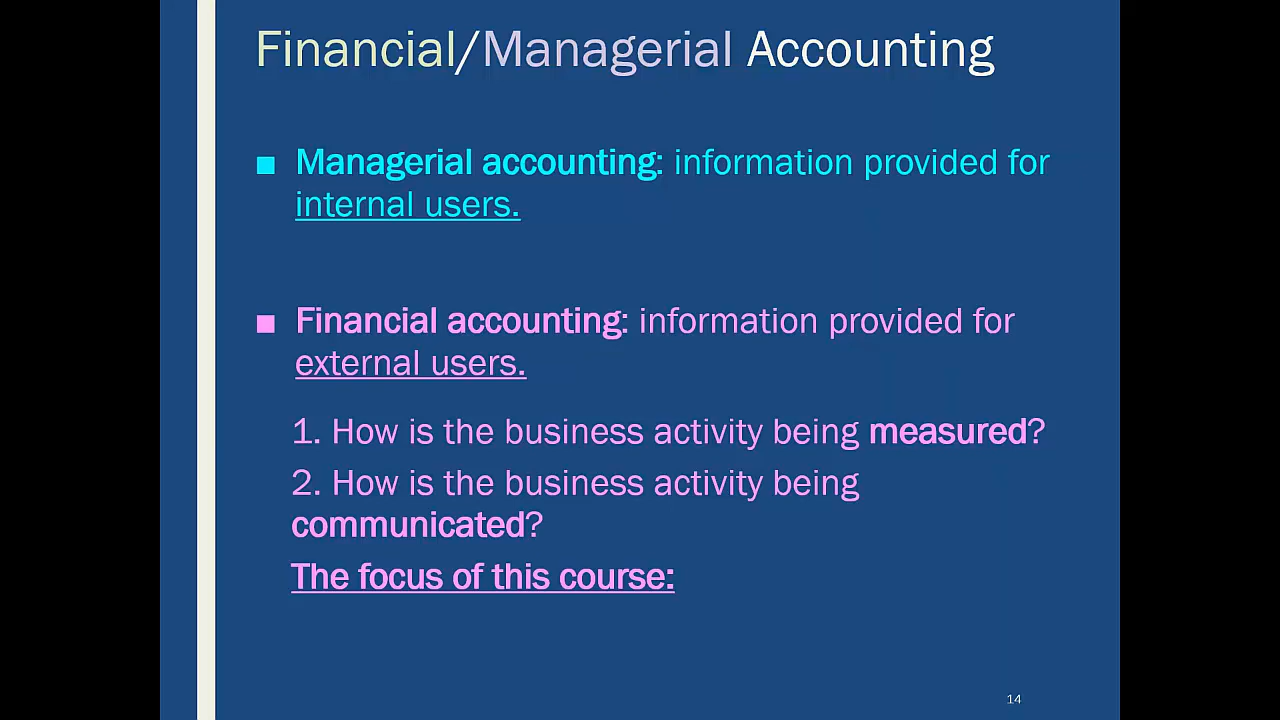 Financial/Managerial Accounting
■ Managerial accounting: information provided for
internal users.
■ Financial accounting: information provided for
external users.
1. How is the business activity being measured?
2. How is the business activity being
communicated?
The focus of this course:
14